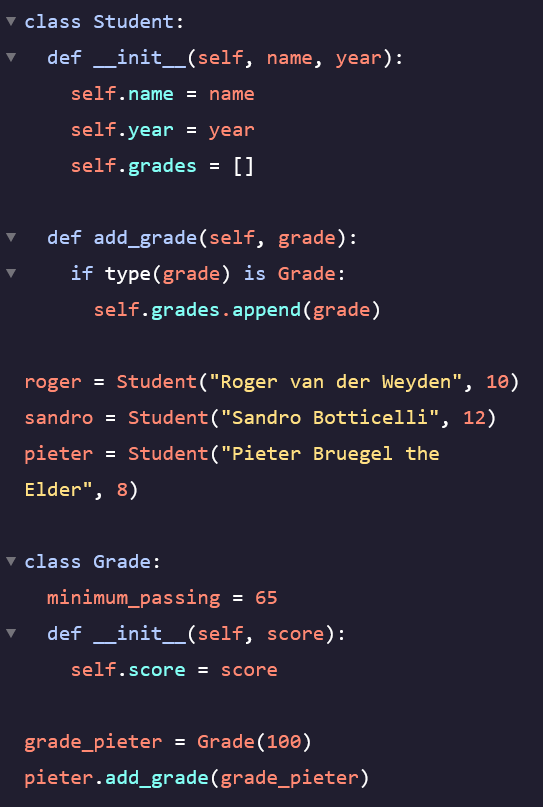 class Student:
  def __init__(self, name, year):
    self.name = name
    self.year = year
    self.grades = []

  def add_grade(self, grade):
    if type(grade) is Grade:
      self.grades.append(grade)

roger = Student("Roger van der Weyden", 10)
sandro = Student("Sandro Botticelli", 12)
pieter = Student("Pieter Bruegel the
Elder", 8)

class Grade:
  minimum_passing = 65
  def __init__(self, score):
    self.score = score

grade_pieter = Grade(100)
pieter.add_grade(grade_pieter)